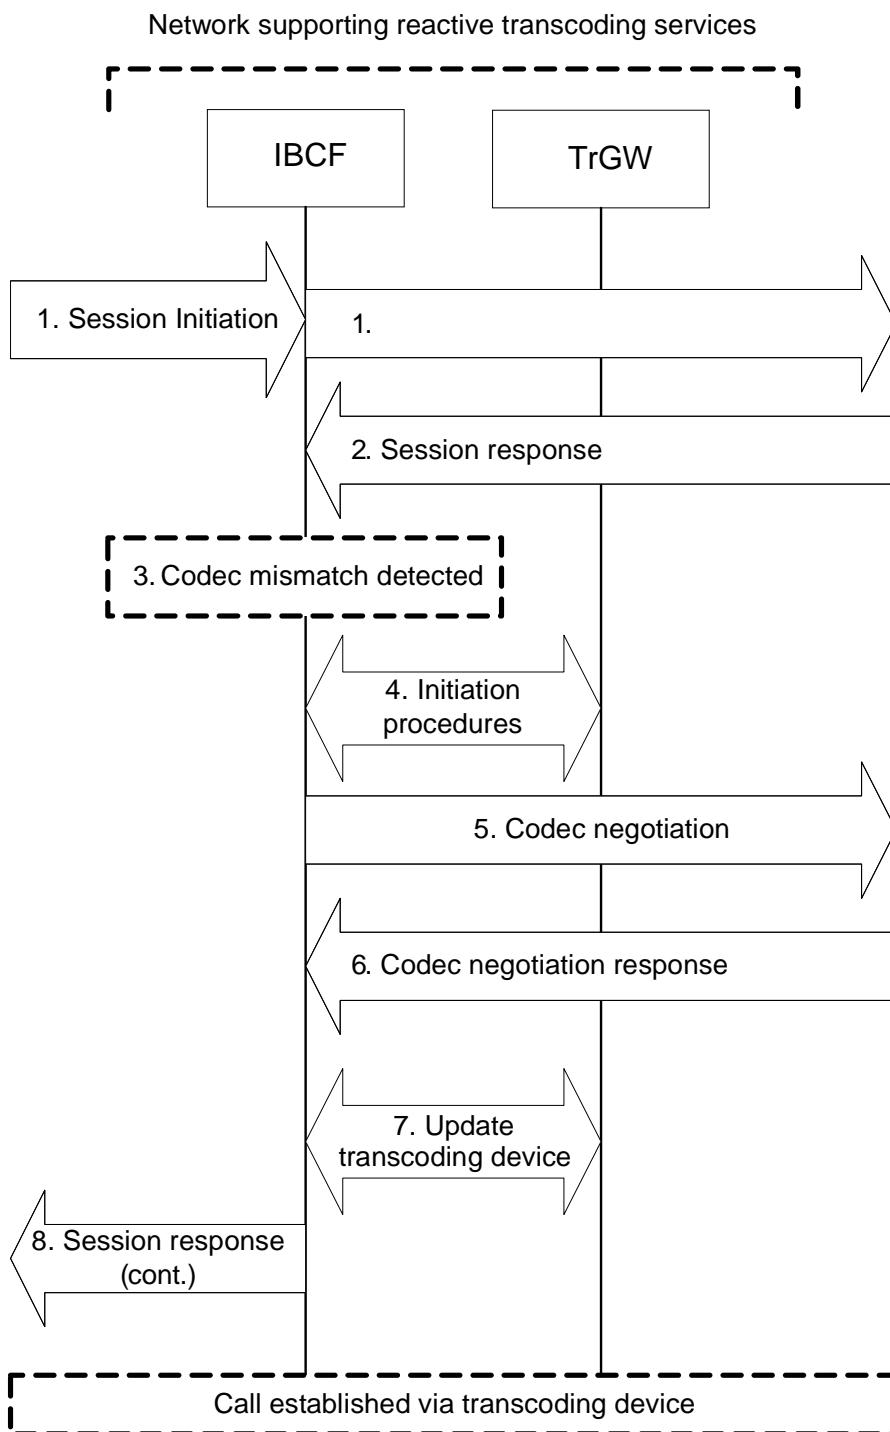 Network supporting reactive transcoding services
IBCF
TrGW
1. Session Initiation
1.
2. Session response
3. Codec mismatch detected
4. Initiation
procedures
5. Codec negotiation
6. Codec negotiation response
7. Update
transcoding device
8. Session response
(cont.)
Call established via transcoding device